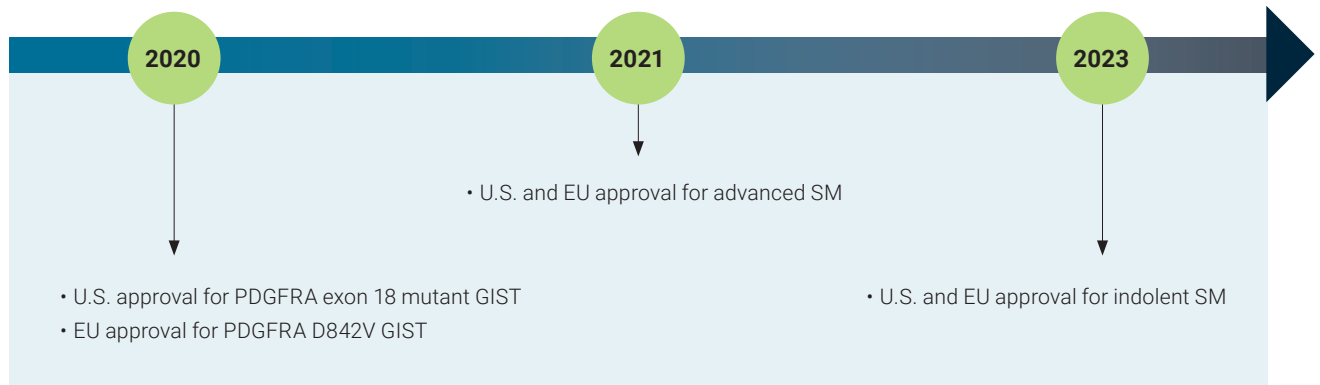 2020
2021
2023
• U.S. and EU approval for advanced SM
• U.S. approval for PDGFRA exon 18 mutant GIST
• EU approval for PDGFRA D842V GIST
• U.S. and EU approval for indolent SM